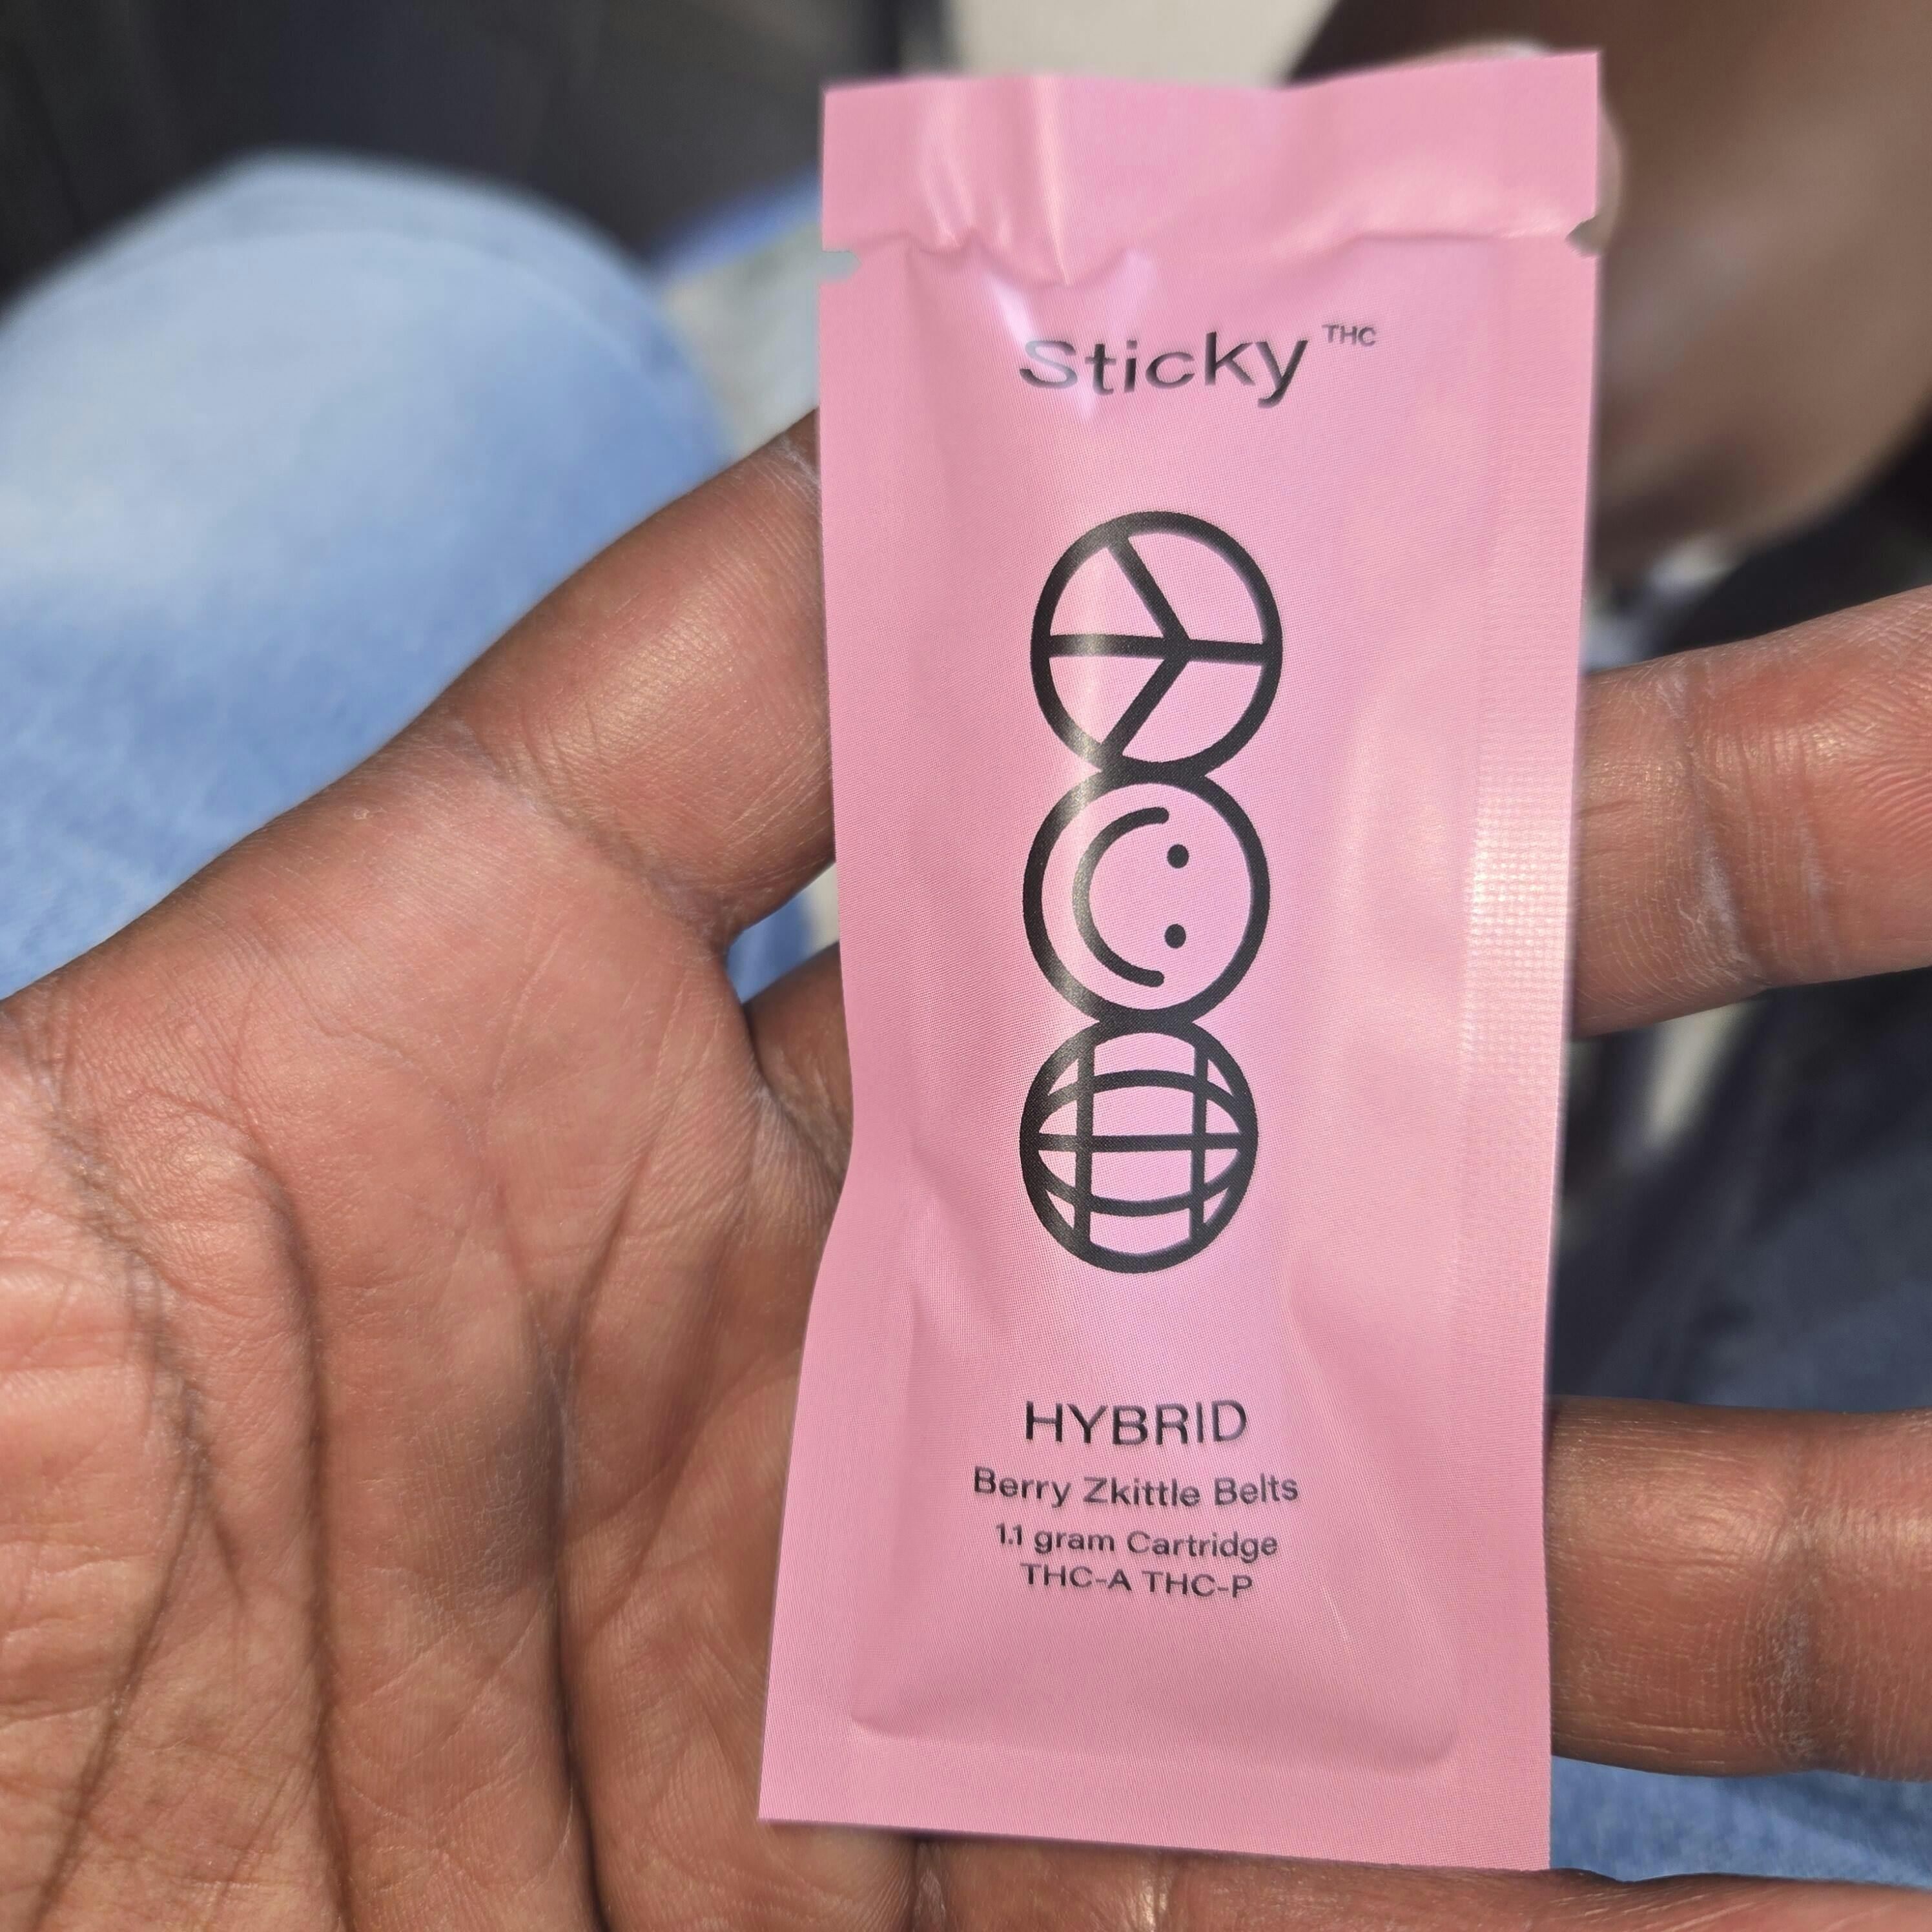 Sticky THC
HYBRID
Berry Zkittle Belts
1.1 gram Cartridge
THC-A THC-P